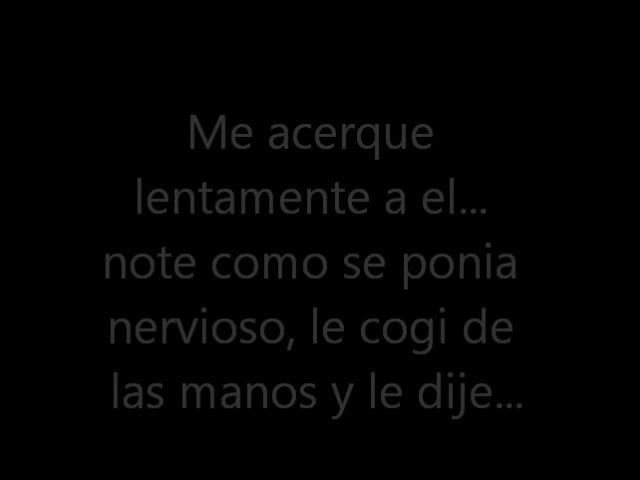 Me acerque
lentamente a el...
note como se ponia
nervioso, le cogi de
las manos y le dije...